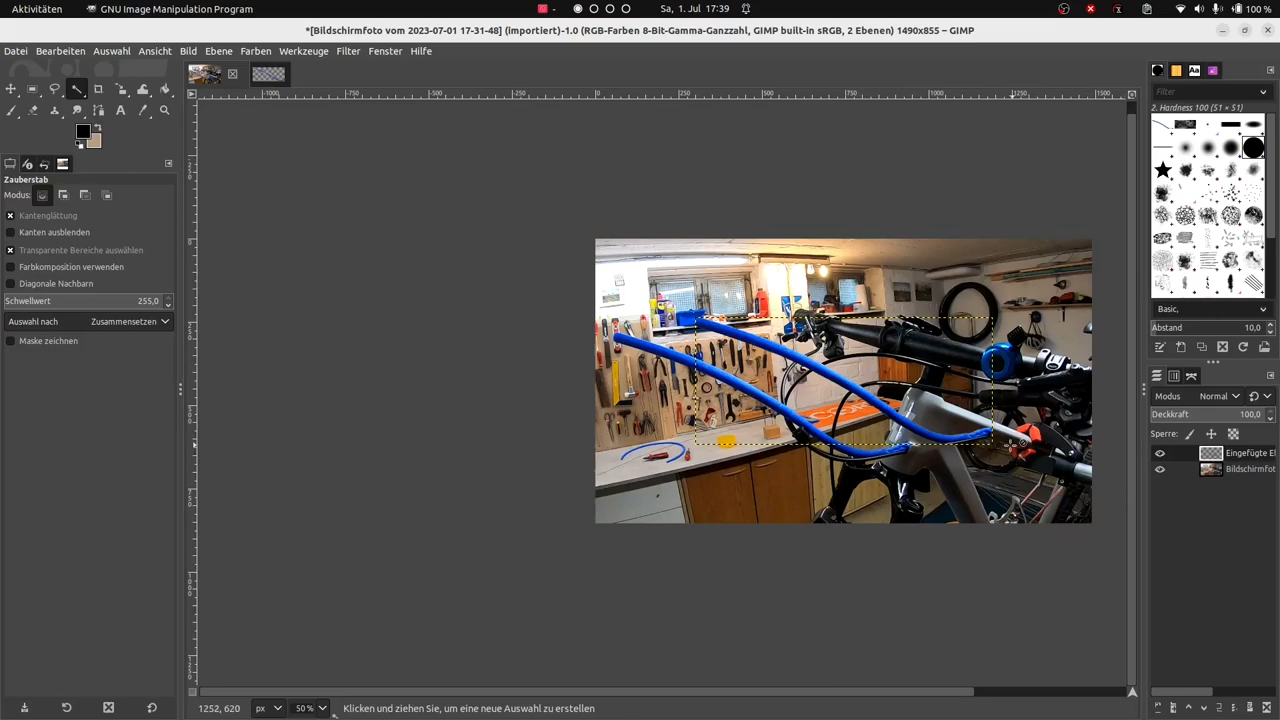 Aktivitäten
GNU Image Manipulation Program
Sa, 1. Jul 17:39
100 %
*[Bildschirmfoto vom 2023-07-01 17-31-48] (importiert)-1.0 (RGB-Farben 8-Bit-Gamma-Ganzzahl, GIMP built-in sRGB, 2 Ebenen) 1490x855 – GIMP
Datei Bearbeiten Auswahl Ansicht Bild Ebene Farben Werkzeuge Filter Fenster Hilfe
Zauberstab
Modus:
Kantenglättung
Kanten ausblenden
Transparente Bereiche auswählen
Farbkomposition verwenden
Diagonale Nachbarn
Schwellwert 255,0
Auswahl nach Zusammensetzen
Maske zeichnen
Filter
2. Hardness 100 (51 × 51)
Basic,
Abstand 10,0
Modus Normal
Deckkraft 100,0
Sperre:
Eingefügte Eb
Bildschirmfot
1252, 620 px 50 % Klicken und ziehen Sie, um eine neue Auswahl zu erstellen